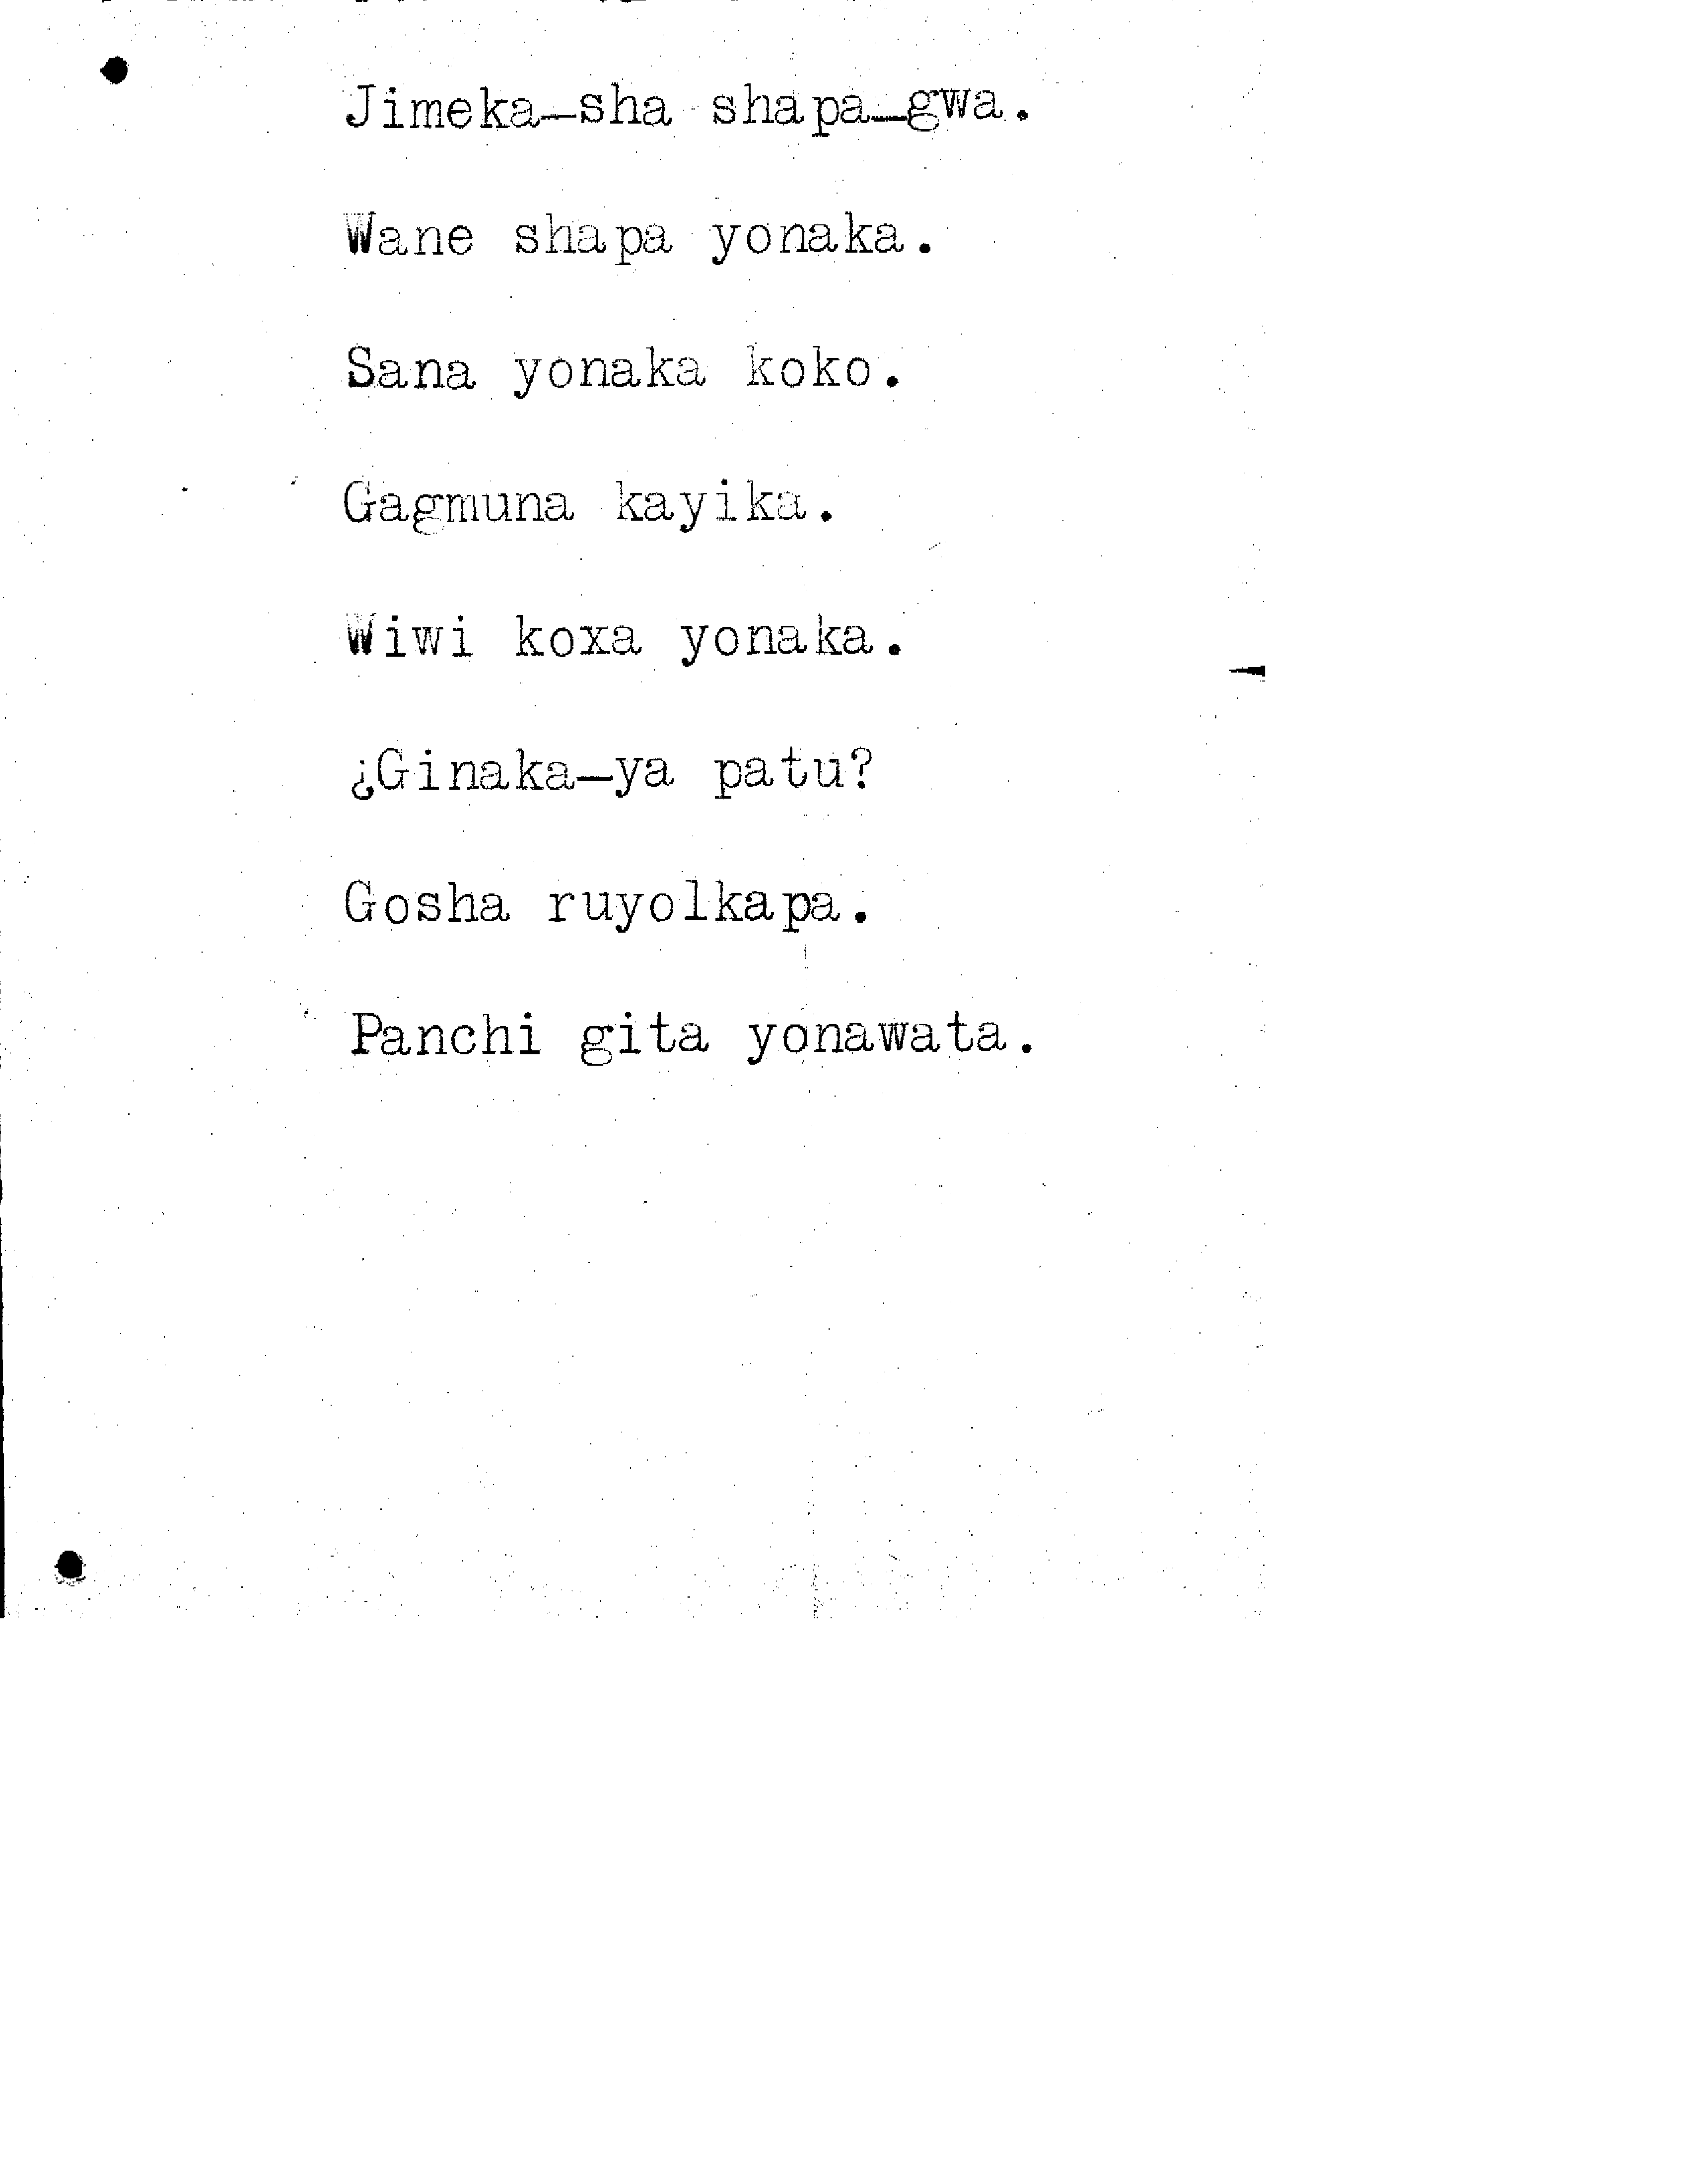 Jimeka-sha shapa-gwa.
Wane shapa yonaka.
Sana yonaka koko.
Gagmuna kayika.
Wiwi koxa yonaka.
¿Ginaka-ya patu?
Gosha ruyolkapa.
Panchi gita yonawata.